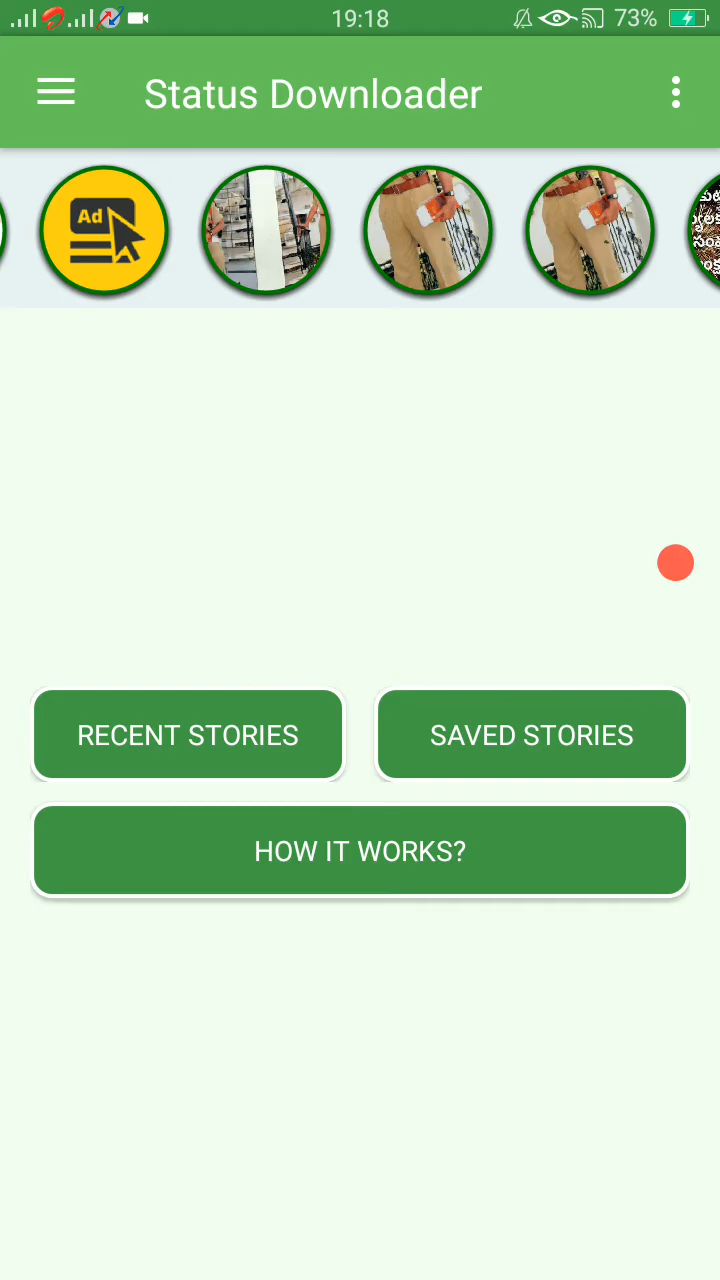 19:18
73%
Status Downloader
Ad
RECENT STORIES
SAVED STORIES
HOW IT WORKS?